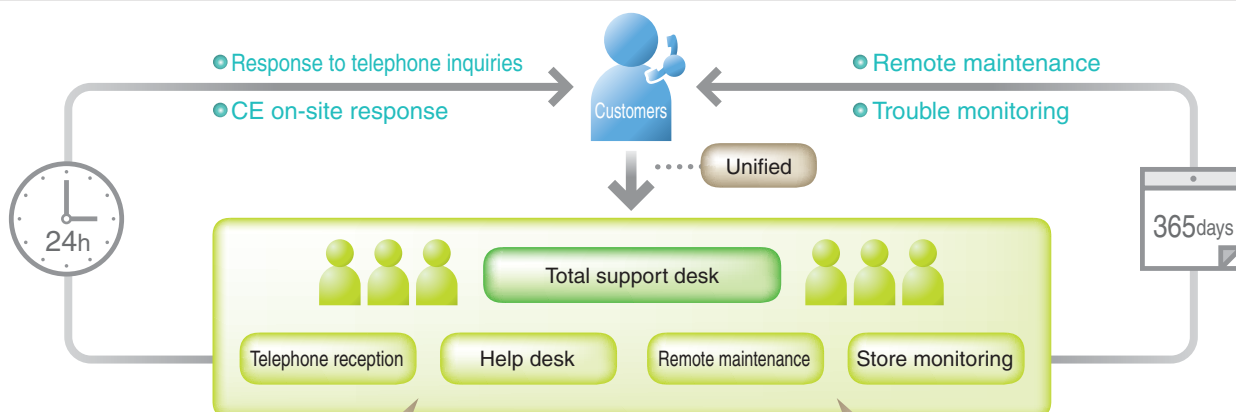 Response to telephone inquiries
CE on-site response
Customers
Remote maintenance
Trouble monitoring
Unified
24h
365days
Total support desk
Telephone reception
Help desk
Remote maintenance
Store monitoring